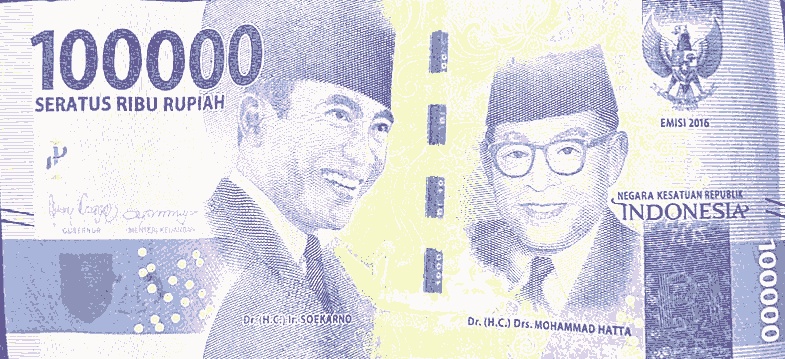 100000
SERATUS RIBU RUPIAH
EMISI 2016
NEGARA KESATUAN REPUBLIK
INDONESIA
GUBERNUR
MENTERI KEUANGAN
Dr. (H.C.) Ir. SOEKARNO
Dr. (H.C.) Drs. MOHAMMAD HATTA
100000